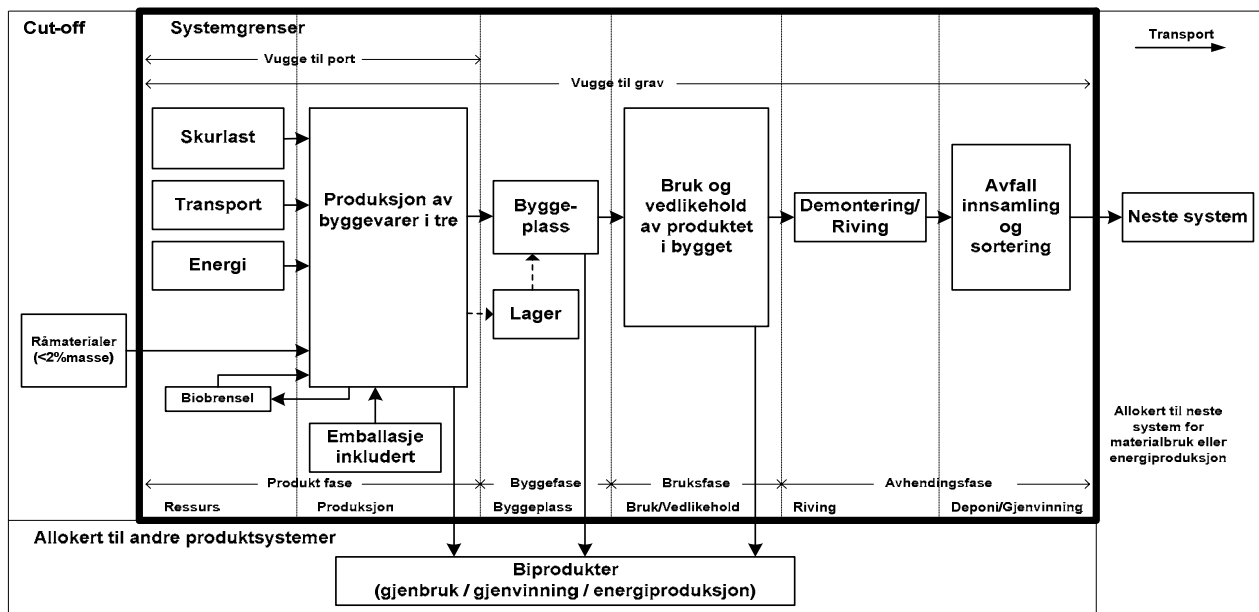 Cut-off
Systemgrenser
Transport
Vugge til port
Vugge til grav
Skurlast
Transport
Energi
Råmaterialer
(<2%masse)
Biobrensel
Produksjon av
byggevarer i tre
Emballasje
inkludert
Bygge-
plass
Lager
Bruk og
vedlikehold
av produktet
i bygget
Demontering/
Riving
Avfall
innsamling
og
sortering
Neste system
Allokert til neste
system for
materialbruk eller
energiproduksjon
Produkt fase
Byggefase
Bruksfase
Avhendingsfase
Ressurs
Produksjon
Byggeplass
Bruk/Vedlikehold
Riving
Deponi/Gjenvinning
Allokert til andre produktsystemer
Biprodukter
(gjenbruk / gjenvinning / energiproduksjon)